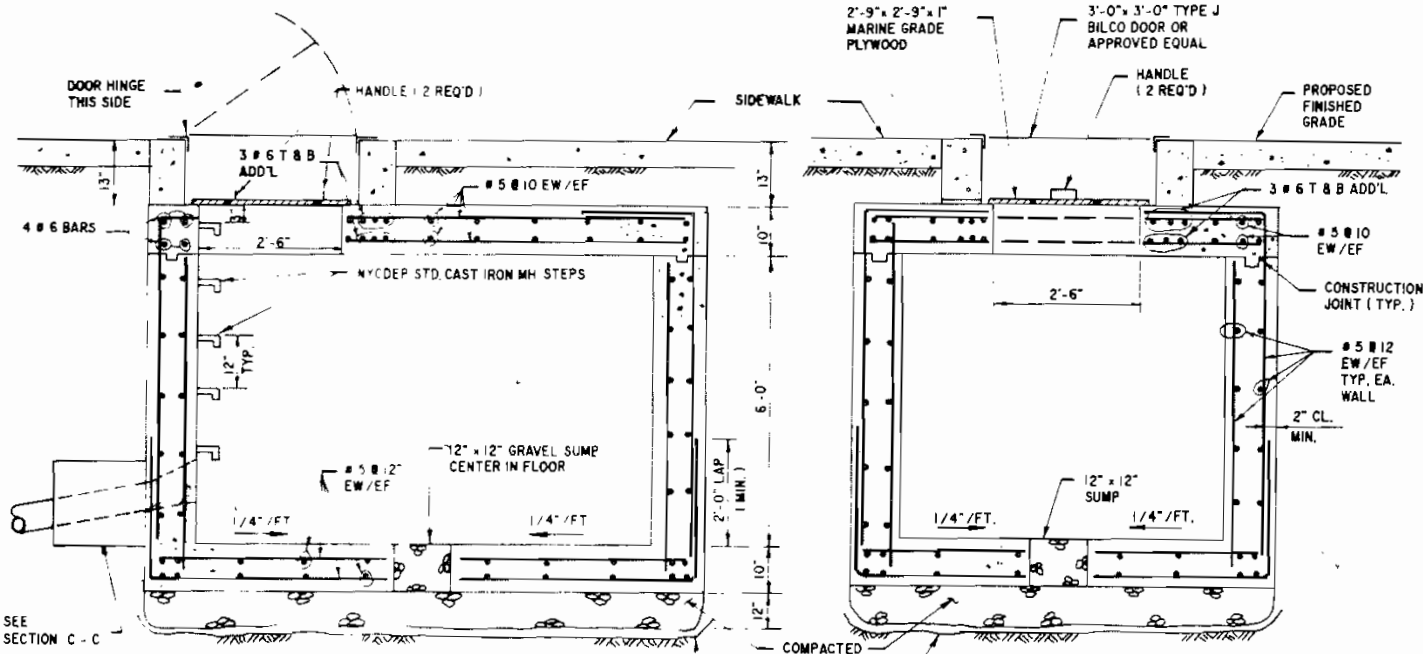 2'-9" x 2'-9" x 1"
MARINE GRADE
PLYWOOD
3'-0" x 3'-0" TYPE J
BILCO DOOR OR
APPROVED EQUAL
DOOR HINGE
THIS SIDE
HANDLE ( 2 REQ'D )
SIDEWALK
HANDLE
( 2 REQ'D )
PROPOSED
FINISHED
GRADE
13"
3 # 6 T & B
ADD'L
# 5 @ 10 EW/EF
13"
3 # 6 T & B ADD'L
4 # 6 BARS
2'-6"
10"
# 5 @ 10
EW/EF
NYCDEP STD. CAST IRON MH STEPS
2'-6"
CONSTRUCTION
JOINT ( TYP. )
12"
TYP.
6'-0"
# 5 @ 12
EW/EF
TYP. EA.
WALL
2" CL.
MIN.
12" x 12" GRAVEL SUMP
CENTER IN FLOOR
# 5 @ 12"
EW/EF
2'-0" LAP
( MIN. )
12" x 12"
SUMP
1/4"/FT
1/4"/FT
1/4"/FT.
1/4"/FT.
10"
12"
SEE
SECTION C - C
COMPACTED